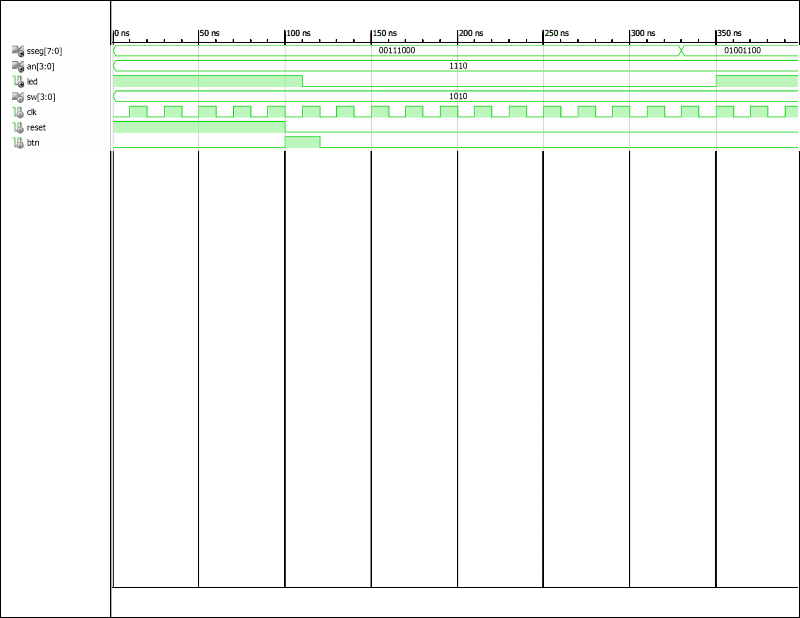 0 ns 50 ns 100 ns 150 ns 200 ns 250 ns 300 ns 350 ns
sseg[7:0] 00111000 01001100
an[3:0] 1110
led
sw[3:0] 1010
clk
reset
btn